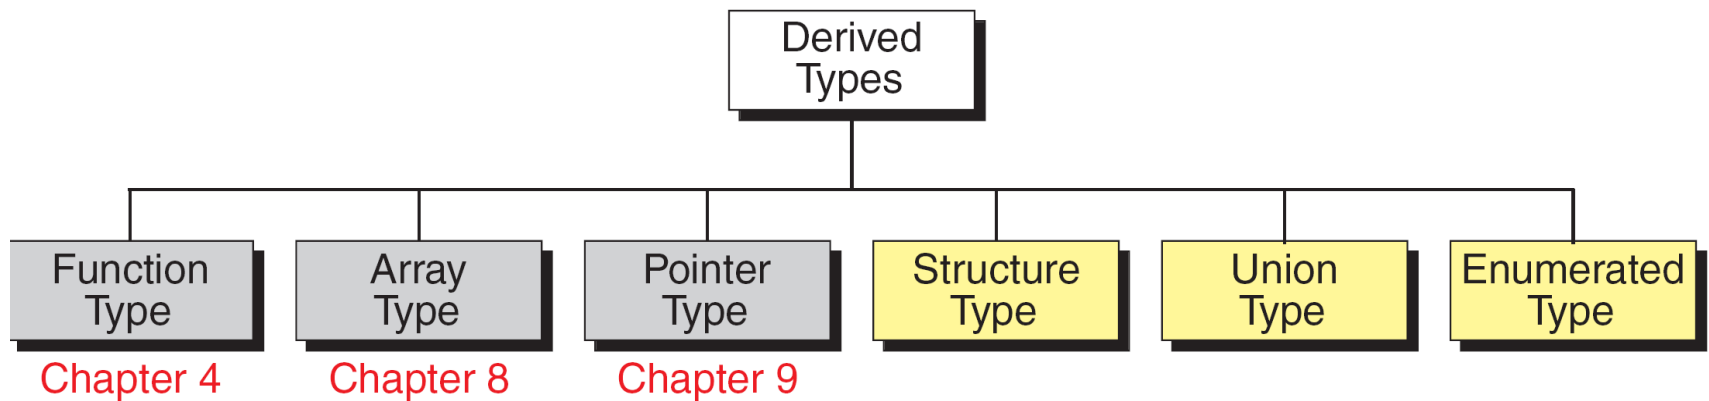 Derived
Types
Function
Type
Array
Type
Pointer
Type
Structure
Type
Union
Type
Enumerated
Type
Chapter 4
Chapter 8
Chapter 9